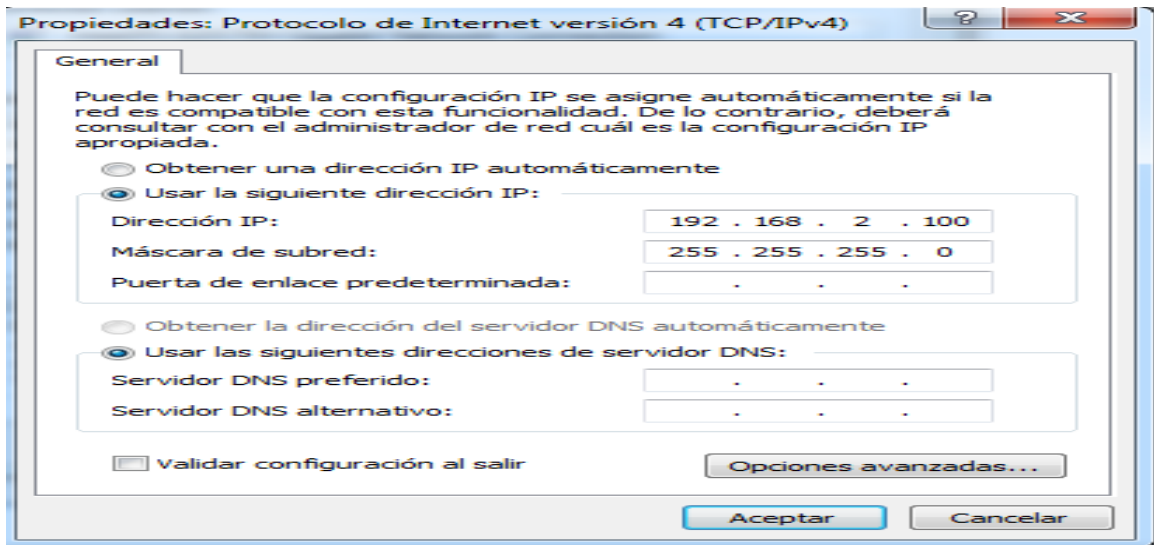 Propiedades: Protocolo de Internet versión 4 (TCP/IPv4)
?
General
Puede hacer que la configuración IP se asigne automáticamente si la
red es compatible con esta funcionalidad. De lo contrario, deberá
consultar con el administrador de red cuál es la configuración IP
apropiada.
Obtener una dirección IP automáticamente
Usar la siguiente dirección IP:
Dirección IP: 192 . 168 . 2 . 100
Máscara de subred: 255 . 255 . 255 . 0
Puerta de enlace predeterminada: . . .
Obtener la dirección del servidor DNS automáticamente
Usar las siguientes direcciones de servidor DNS:
Servidor DNS preferido: . . .
Servidor DNS alternativo: . . .
Validar configuración al salir Opciones avanzadas...
Aceptar Cancelar